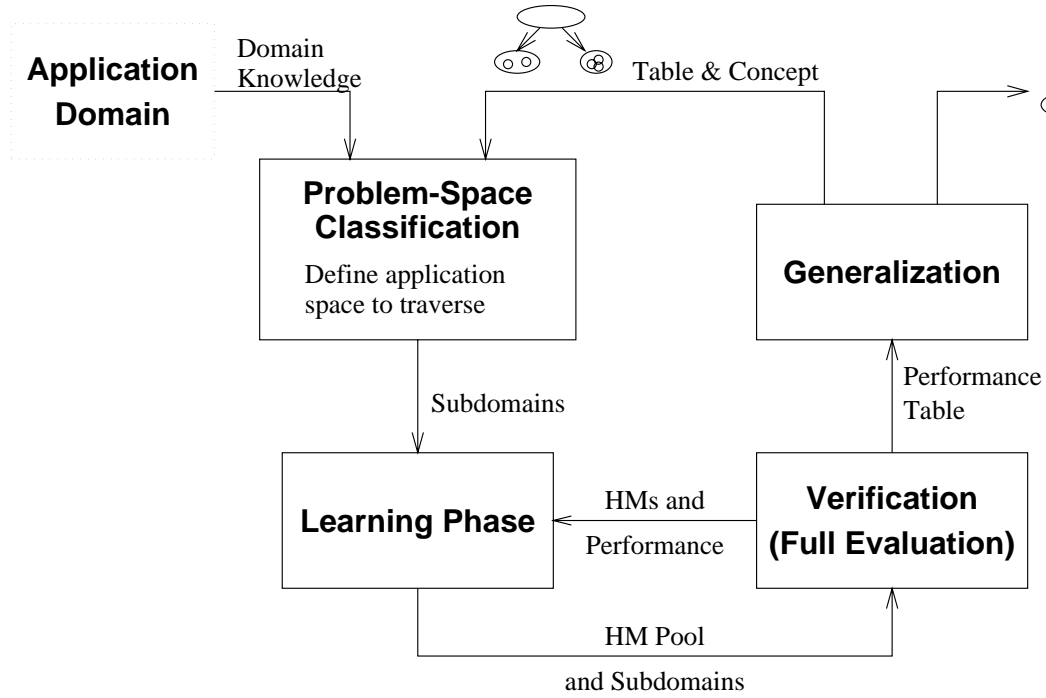 Application
Domain
Domain
Knowledge
Table & Concept
Problem-Space
Classification
Define application
space to traverse
Generalization
Subdomains
Performance
Table
Learning Phase
HMs and
Performance
Verification
(Full Evaluation)
HM Pool
and Subdomains